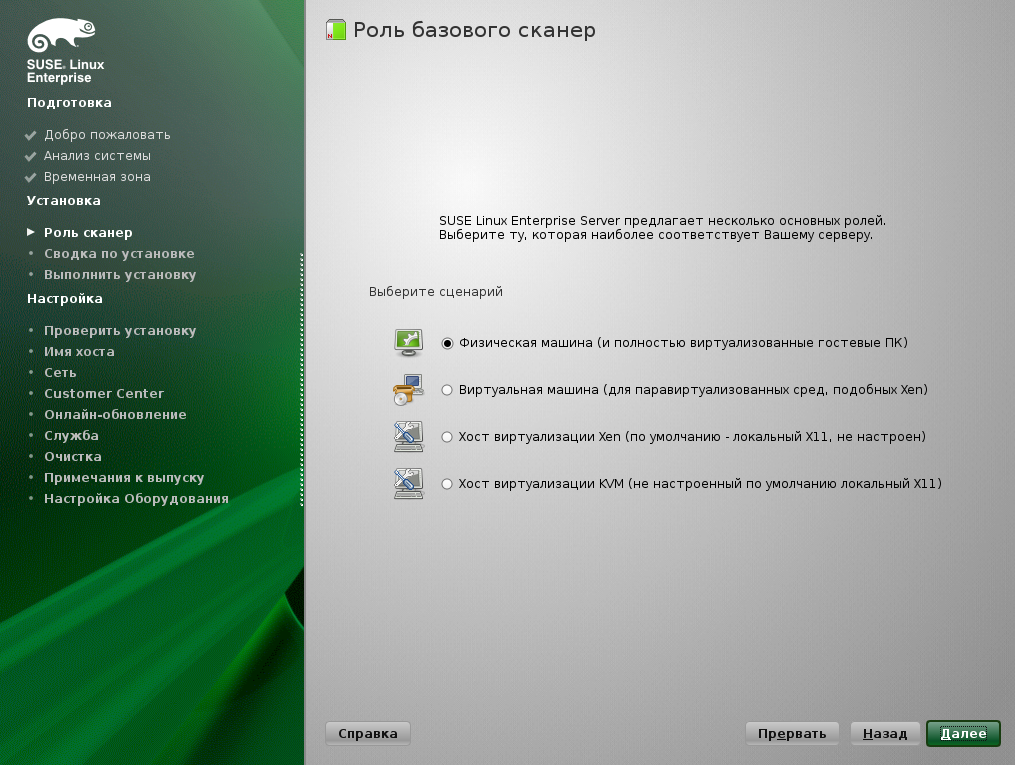 SUSE Linux
Enterprise
Подготовка
Добро пожаловать
Анализ системы
Временная зона
Установка
Роль сканер
Сводка по установке
Выполнить установку
Настройка
Проверить установку
Имя хоста
Сеть
Customer Center
Онлайн-обновление
Служба
Очистка
Примечания к выпуску
Настройка Оборудования
Роль базового сканер
SUSE Linux Enterprise Server предлагает несколько основных ролей.
Выберите ту, которая наиболее соответствует Вашему серверу.
Выберите сценарий
Физическая машина (и полностью виртуализованные гостевые ПК)
Виртуальная машина (для паравиртуализованных сред, подобных Xen)
Хост виртуализации Xen (по умолчанию - локальный X11, не настроен)
Хост виртуализации KVM (не настроенный по умолчанию локальный X11)
Справка
Прервать
Назад
Далее